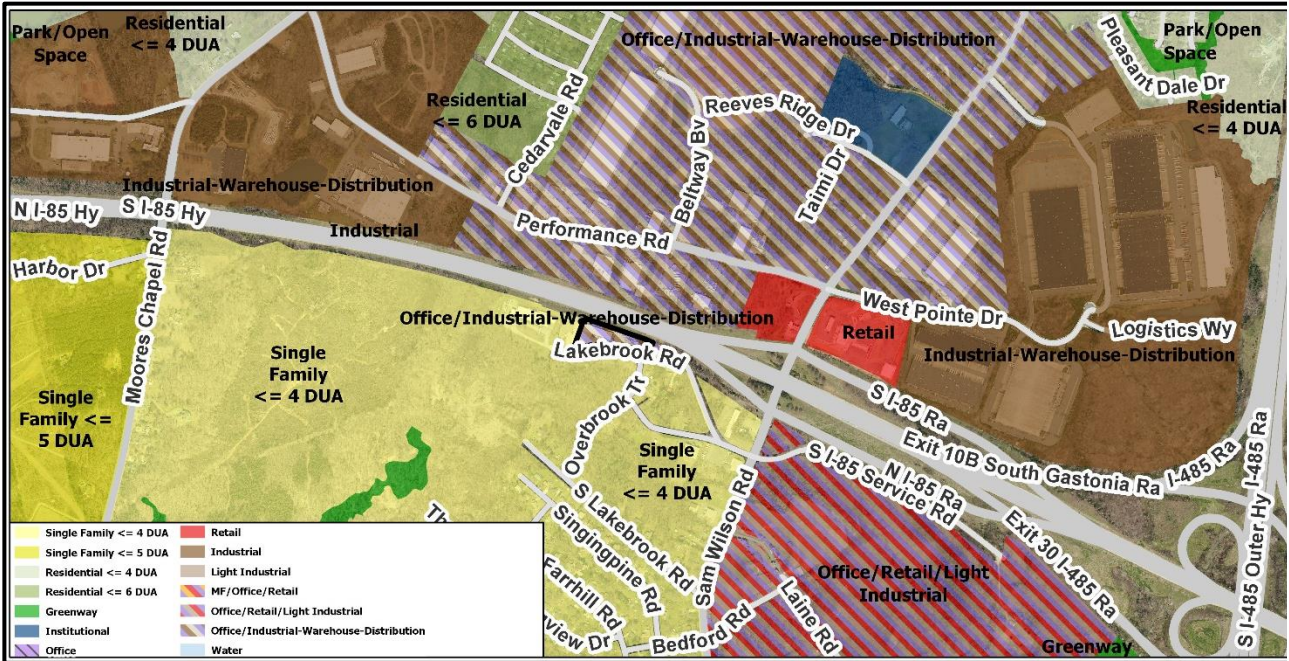 Park/Open
Space
Residential
<= 4 DUA
Office/Industrial-Warehouse-Distribution
Park/Open
Space
Pleasant Dale Dr
Residential
<= 4 DUA
Residential
<= 6 DUA
Cedarvale Rd
Reeves Ridge Dr
Beltway Bv
Taimi Dr
Industrial-Warehouse-Distribution
N I-85 Hy
S I-85 Hy
Industrial
Performance Rd
Harbor Dr
Moores Chapel Rd
Office/Industrial-Warehouse-Distribution
West Pointe Dr
Retail
Logistics Wy
Industrial-Warehouse-Distribution
Lakebrook Rd
Single
Family
<= 4 DUA
Single
Family <=
5 DUA
Overbrook Tr
Single
Family
<= 4 DUA
S I-85 Ra
Exit 10B South Gastonia Ra
I-485 Ra
S I-485 Outer Hy
I-485 Ra
N I-85 Ra
S I-85 Service Rd
Exit 30 I-485 Ra
S Lakebrook Rd
Singingpine Rd
Sam Wilson Rd
Farrhill Rd
Bedford Rd
Laine Rd
Office/Retail/Light
Industrial
Greenway
Single Family <= 4 DUA
Single Family <= 5 DUA
Residential <= 4 DUA
Residential <= 6 DUA
Greenway
Institutional
Office
Retail
Industrial
Light Industrial
MF/Office/Retail
Office/Retail/Light Industrial
Office/Industrial-Warehouse-Distribution
Water